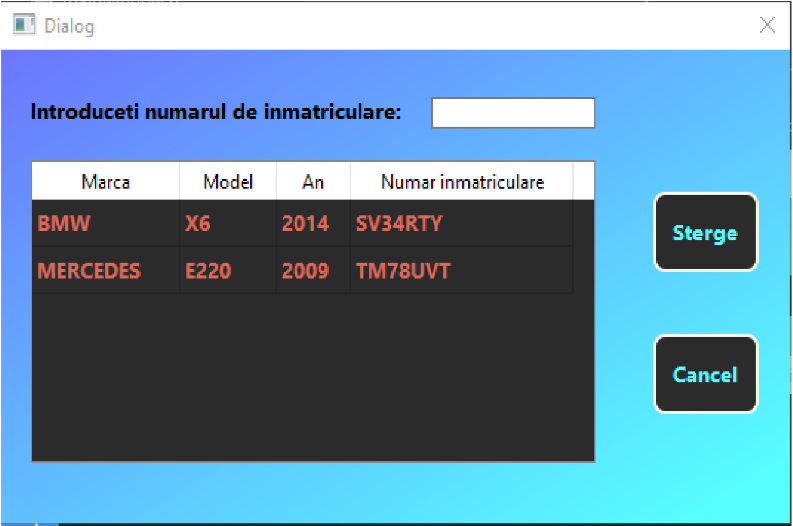 Dialog
Introduceti numarul de inmatriculare:
Marca Model An Numar inmatriculare
BMW X6 2014 SV34RTY
MERCEDES E220 2009 TM78UVT
Sterge
Cancel